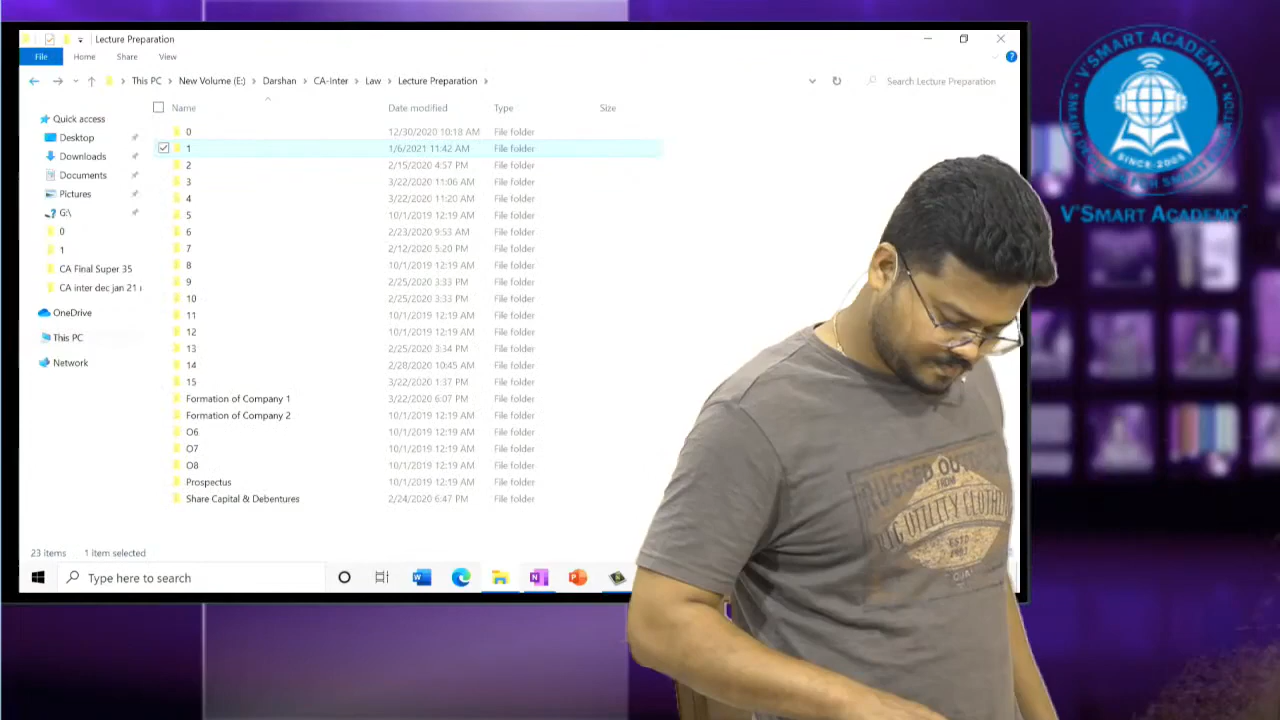 Lecture Preparation
File
Home
Share
View
This PC
New Volume (E:)
Darshan
CA-Inter
Law
Lecture Preparation
Search Lecture Preparation
Name
Date modified
Type
Size
Quick access
Desktop
Downloads
Documents
Pictures
G:\
0
1
CA Final Super 35
CA inter dec jan 21
OneDrive
This PC
Network
0 12/30/2020 10:18 AM File folder
1 1/6/2021 11:42 AM File folder
2 2/15/2020 4:57 PM File folder
3 3/22/2020 11:06 AM File folder
4 3/22/2020 11:20 AM File folder
5 10/1/2019 12:19 AM File folder
6 2/23/2020 9:53 AM File folder
7 2/12/2020 5:20 PM File folder
8 10/1/2019 12:19 AM File folder
9 2/25/2020 3:33 PM File folder
10 2/25/2020 3:33 PM File folder
11 10/1/2019 12:19 AM File folder
12 10/1/2019 12:19 AM File folder
13 2/25/2020 3:34 PM File folder
14 2/28/2020 10:45 AM File folder
15 3/22/2020 1:37 PM File folder
Formation of Company 1 3/22/2020 6:07 PM File folder
Formation of Company 2 10/1/2019 12:19 AM File folder
O6 10/1/2019 12:19 AM File folder
O7 10/1/2019 12:19 AM File folder
O8 10/1/2019 12:19 AM File folder
Prospectus 10/1/2019 12:19 AM File folder
Share Capital & Debentures 2/24/2020 6:47 PM File folder
23 items
1 item selected
Type here to search
V'SMART ACADEMY
SINCE 2008
V'SMART ACADEMY
RUGGED
FROM
UTILITY CLOTHIN
ESTD